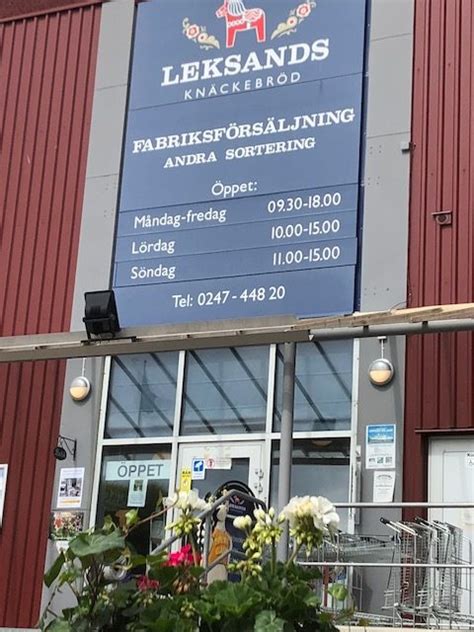 LEKSANDS
KNÄCKEBRÖD
FABRIKSFÖRSÄLJNING
ANDRA SORTERING
Öppet:
Måndag-fredag 09.30-18.00
Lördag 10.00-15.00
Söndag 11.00-15.00
Tel: 0247 - 448 20
ÖPPET